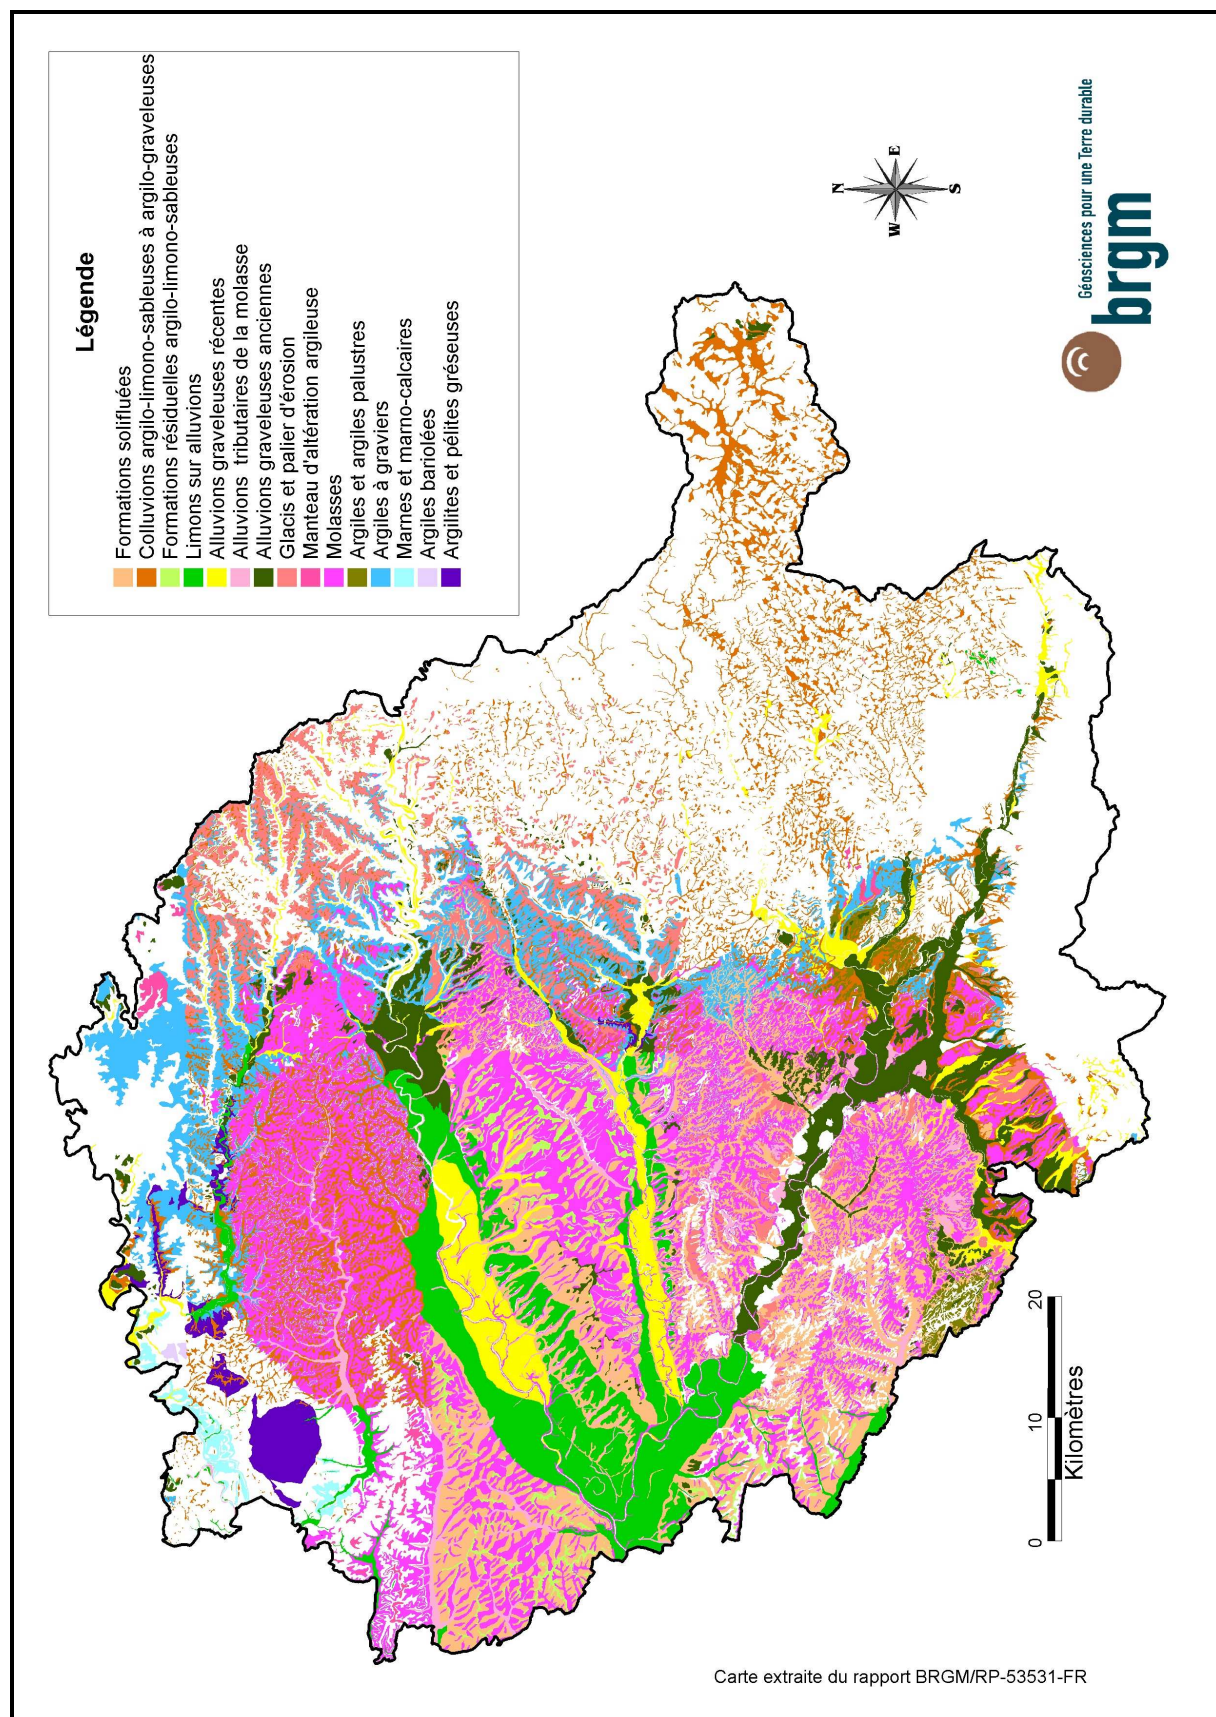 Légende
Formations soliflué­es
Colluvions argilo-limono-sableuses à argilo-graveleuses
Formations résiduelles argilo-limono-sableuses
Limons sur alluvions
Alluvions graveleuses récentes
Alluvions tributaires de la molasse
Alluvions graveleuses anciennes
Glacis et palier d'érosion
Manteau d'altération argileuse
Molasses
Argiles et argiles palustres
Argiles à graviers
Marnes et marno-calcaires
Argiles bariolées
Argilites et pélites gréseuses
N
W E
S
Géosciences pour une Terre durable
brgm
0 10 20
Kilomètres
Carte extraite du rapport BRGM/RP-53531-FR